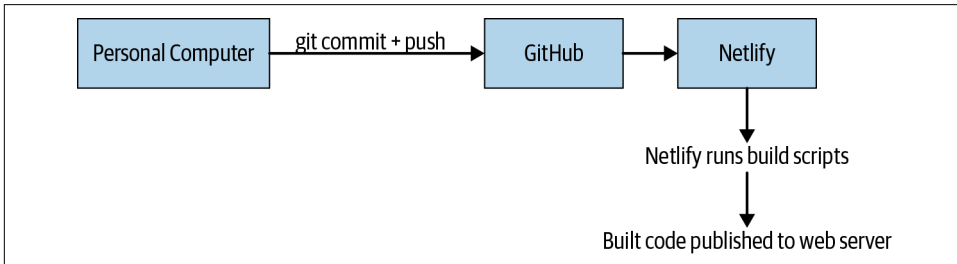 Personal Computer
git commit + push
GitHub
Netlify
Netlify runs build scripts
Built code published to web server